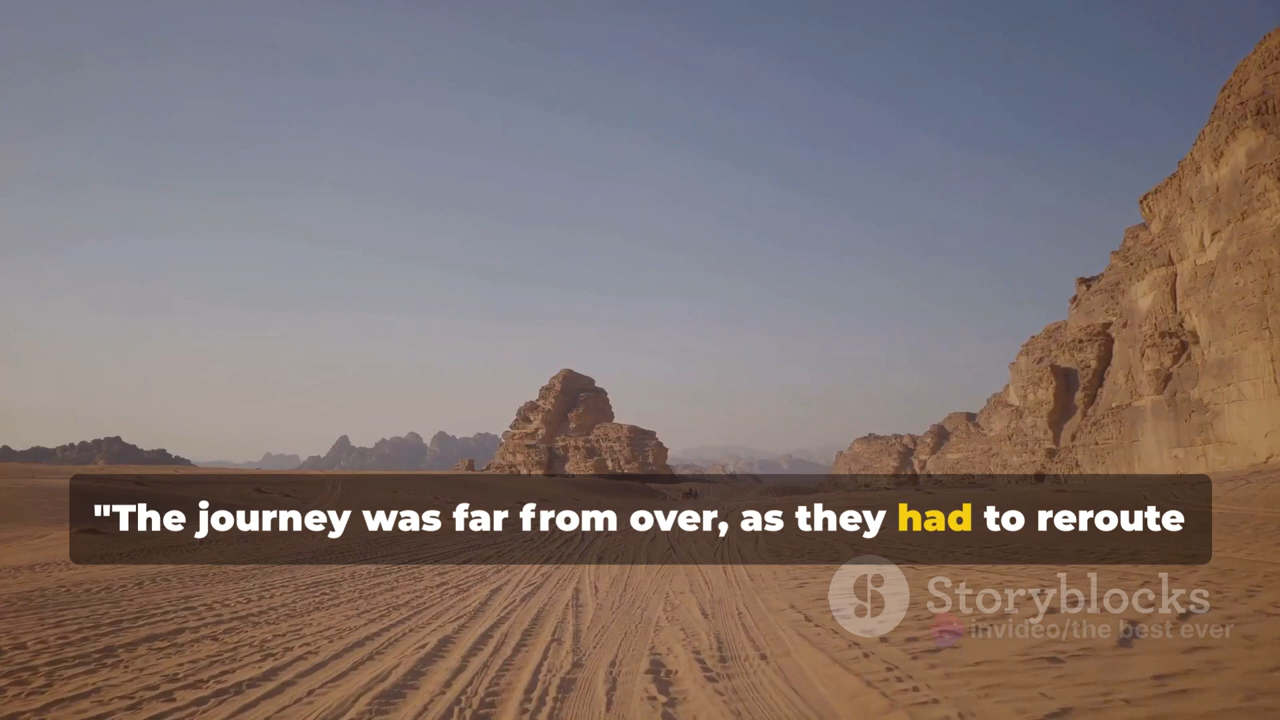 "The journey was far from over, as they had to reroute
Storyblocks
invideo/the best ever